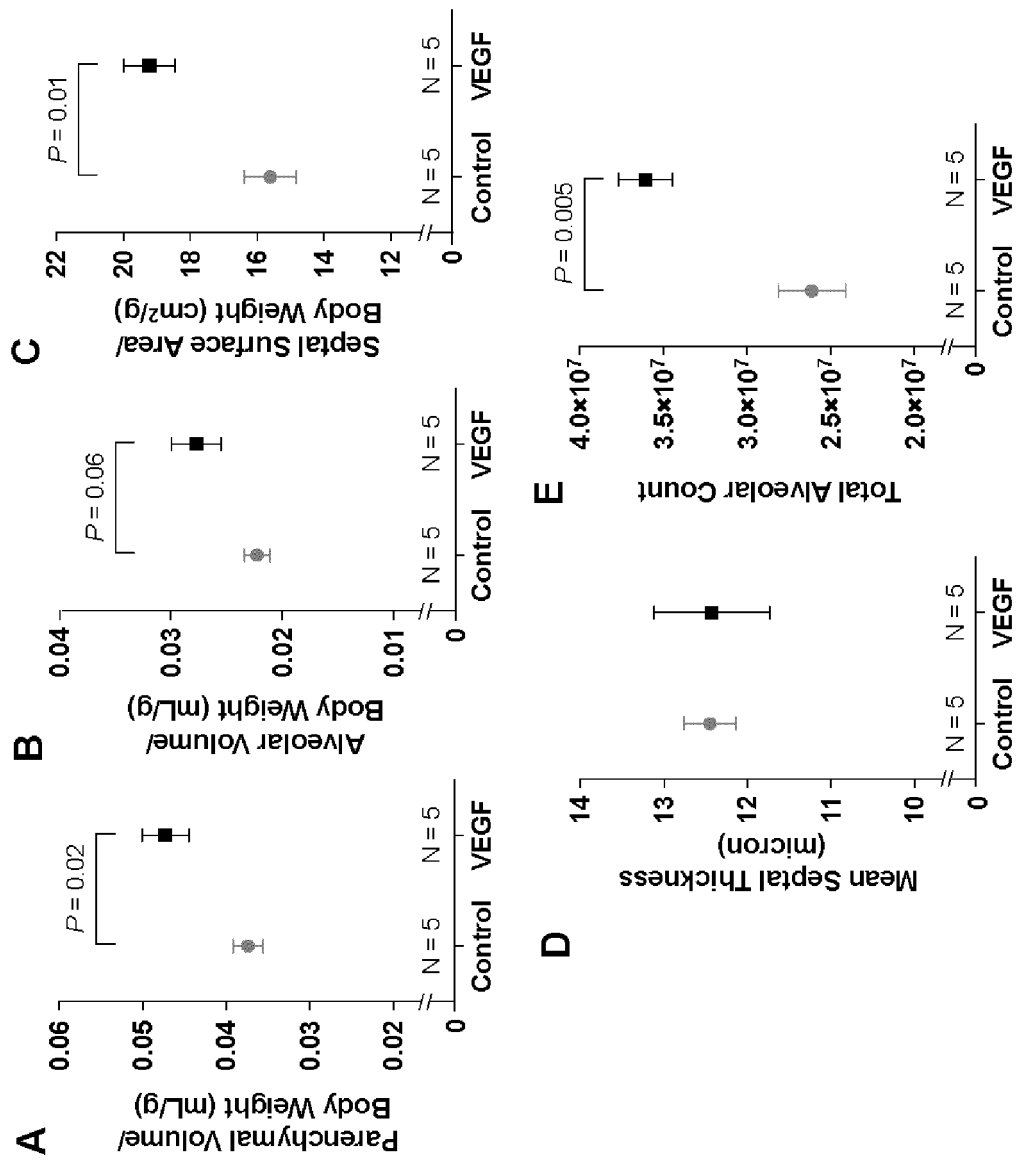 A
Parenchymal Volume/
Body Weight (mL/g)
0.06
0.05
0.04
0.03
0.02
0
P = 0.02
N = 5
N = 5
Control
VEGF
B
Alveolar Volume/
Body Weight (mL/g)
0.04
0.03
0.02
0.01
0
P = 0.06
N = 5
N = 5
Control
VEGF
C
Septal Surface Area/
Body Weight (cm²/g)
22
20
18
16
14
12
0
P = 0.01
N = 5
N = 5
Control
VEGF
D
Mean Septal Thickness
(micron)
14
13
12
11
10
0
N = 5
N = 5
Control
VEGF
E
Total Alveolar Count
4.0×10⁷
3.5×10⁷
3.0×10⁷
2.5×10⁷
2.0×10⁷
0
P = 0.005
N = 5
N = 5
Control
VEGF